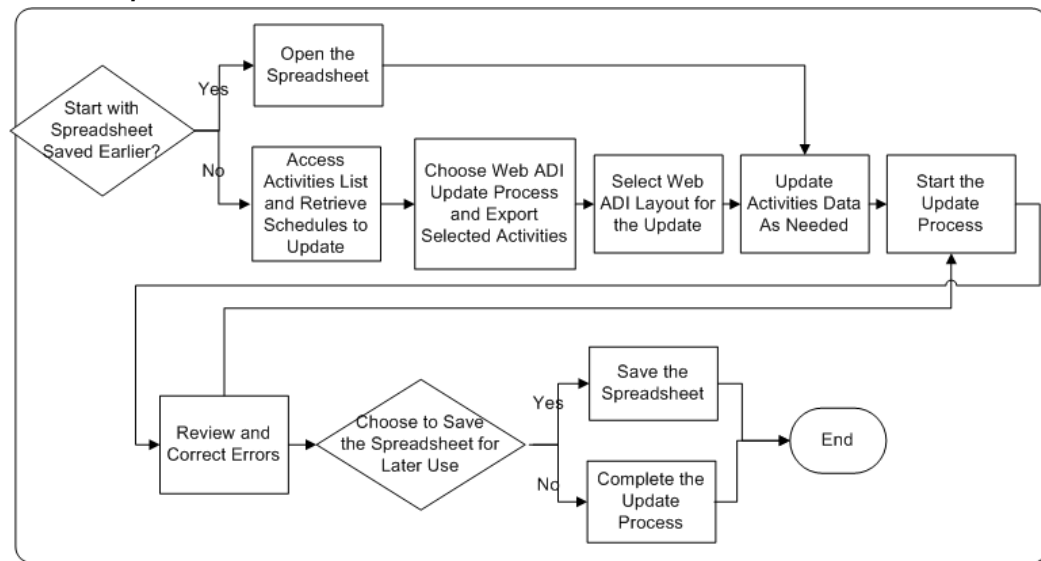 Open the
Spreadsheet
Yes
Start with
Spreadsheet
Saved Earlier?
No
Access
Activities List
and Retrieve
Schedules to
Update
Choose Web ADI
Update Process
and Export
Selected Activities
Select Web
ADI Layout for
the Update
Update
Activities Data
As Needed
Start the
Update
Process
Review and
Correct Errors
Choose to Save
the Spreadsheet for
Later Use
Yes
Save the
Spreadsheet
No
Complete the
Update
Process
End